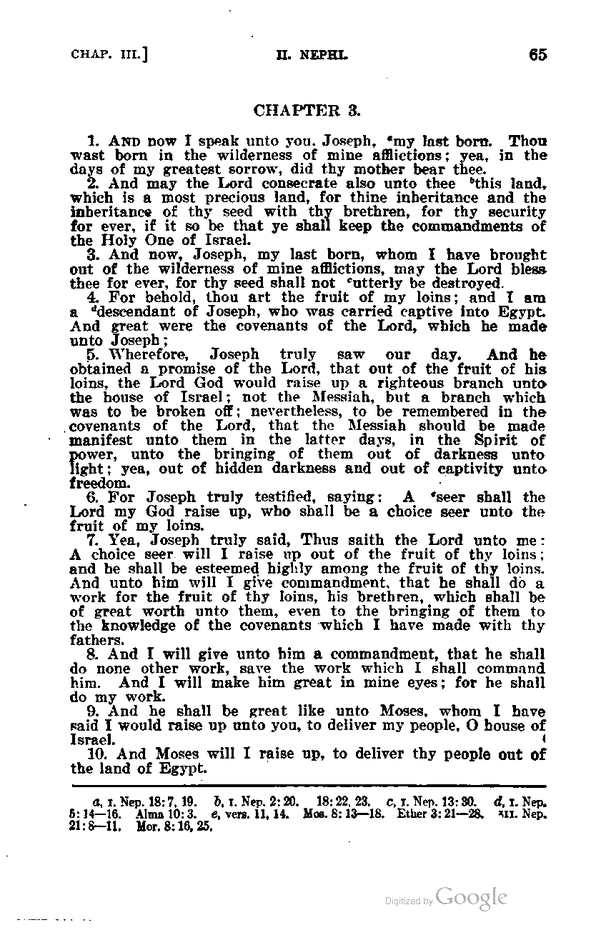 CHAP. III.] II. NEPHI. 65
CHAPTER 3.
1. AND now I speak unto you, Joseph, ᵃmy last born. Thou
wast born in the wilderness of mine afflictions; yea, in the
days of my greatest sorrow, did thy mother bear thee.
2. And may the Lord consecrate also unto thee ᵇthis land,
which is a most precious land, for thine inheritance and the
inheritance of thy seed with thy brethren, for thy security
for ever, if it so be that ye shall keep the commandments of
the Holy One of Israel.
3. And now, Joseph, my last born, whom I have brought
out of the wilderness of mine afflictions, may the Lord bless
thee for ever, for thy seed shall not ᶜutterly be destroyed.
4. For behold, thou art the fruit of my loins; and I am
a ᵈdescendant of Joseph, who was carried captive into Egypt.
And great were the covenants of the Lord, which he made
unto Joseph;
5. Wherefore, Joseph truly saw our day. And he
obtained a promise of the Lord, that out of the fruit of his
loins, the Lord God would raise up a righteous branch unto
the house of Israel; not the Messiah, but a branch which
was to be broken off; nevertheless, to be remembered in the
covenants of the Lord, that the Messiah should be made
manifest unto them in the latter days, in the Spirit of
power, unto the bringing of them out of darkness unto
light; yea, out of hidden darkness and out of captivity unto
freedom.
6. For Joseph truly testified, saying: A ᵉseer shall the
Lord my God raise up, who shall be a choice seer unto the
fruit of my loins.
7. Yea, Joseph truly said, Thus saith the Lord unto me:
A choice seer will I raise up out of the fruit of thy loins;
and he shall be esteemed highly among the fruit of thy loins.
And unto him will I give commandment, that he shall do a
work for the fruit of thy loins, his brethren, which shall be
of great worth unto them, even to the bringing of them to
the knowledge of the covenants which I have made with thy
fathers.
8. And I will give unto him a commandment, that he shall
do none other work, save the work which I shall command
him. And I will make him great in mine eyes; for he shall
do my work.
9. And he shall be great like unto Moses, whom I have
said I would raise up unto you, to deliver my people, O house of
Israel.
10. And Moses will I raise up, to deliver thy people out of
the land of Egypt.
a, I. Nep. 18:7, 19. b, I. Nep. 2:20. 18:22, 23. c, I. Nep. 13:30. d, I. Nep.
5:14—16. Alma 10:3. e, vers. 11, 14. Mos. 8:13—18. Ether 3:21—28. III. Nep.
21:8—11. Mor. 8:16, 25.
Digitized by Google